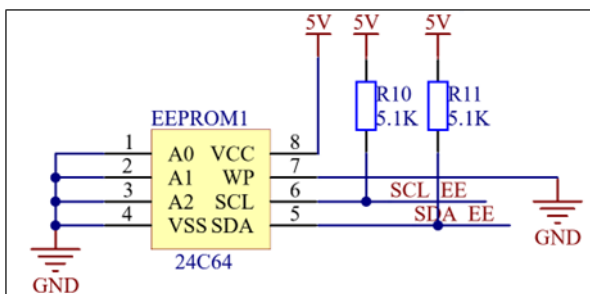 5V 5V 5V
R10 R11
5.1K 5.1K
EEPROM1
1 A0 VCC 8
2 A1 WP 7
3 A2 SCL 6 SCL_EE
4 VSS SDA 5 SDA_EE
GND
24C64
GND